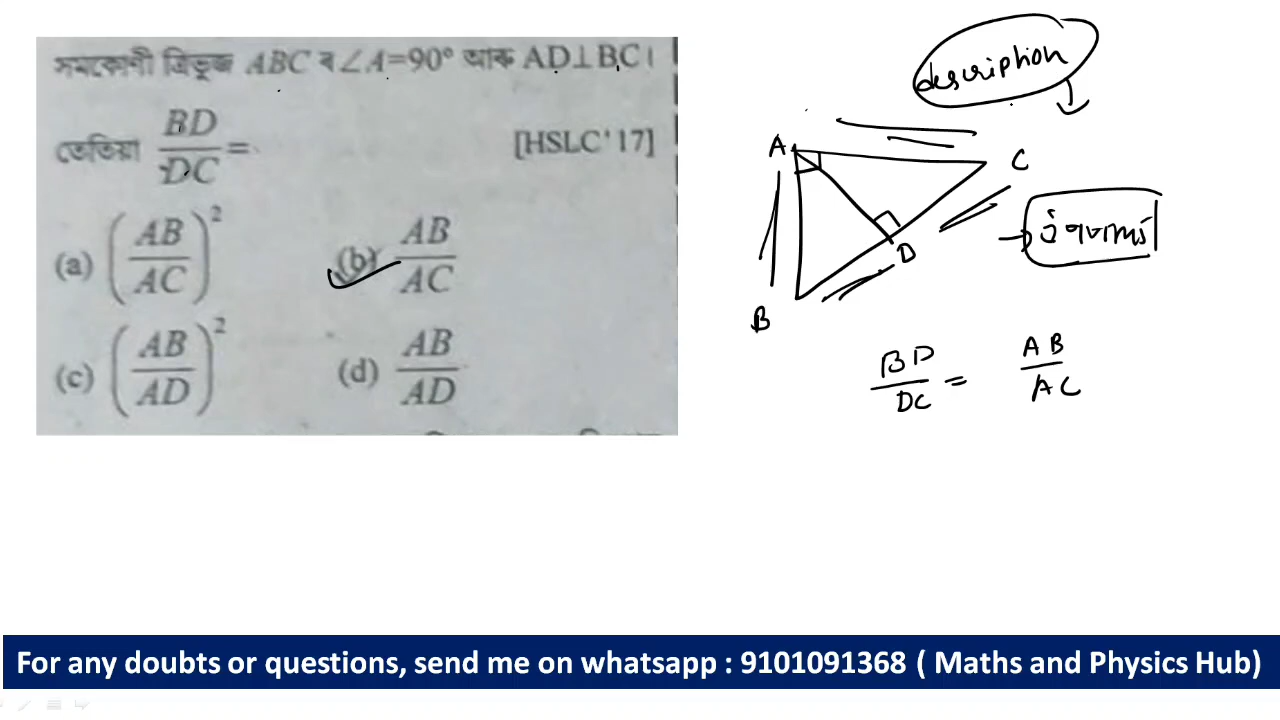 সমকোণী ত্রিভুজ ABC ৰ ∠A=90° আৰু AD⊥BC।
তেতিয়া BD/DC = [HSLC'17]
(a) (AB/AC)² (b) AB/AC
(c) (AB/AD)² (d) AB/AD
description
A
C
D
B
BD/DC = AB/AC
For any doubts or questions, send me on whatsapp : 9101091368 ( Maths and Physics Hub)